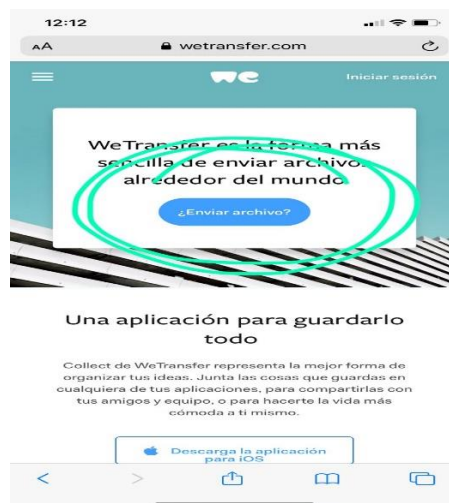 12:12
AA wetransfer.com
we Iniciar sesión
WeTransfer es la forma más
sencilla de enviar archivos
alrededor del mundo
¿Enviar archivo?
Una aplicación para guardarlo
todo
Collect de WeTransfer representa la mejor forma de
organizar tus ideas. Junta las cosas que guardas en
cualquiera de tus aplicaciones, para compartirlas con
tus amigos y equipo, o para hacerte la vida más
cómoda a ti mismo.
Descarga la aplicación
para iOS